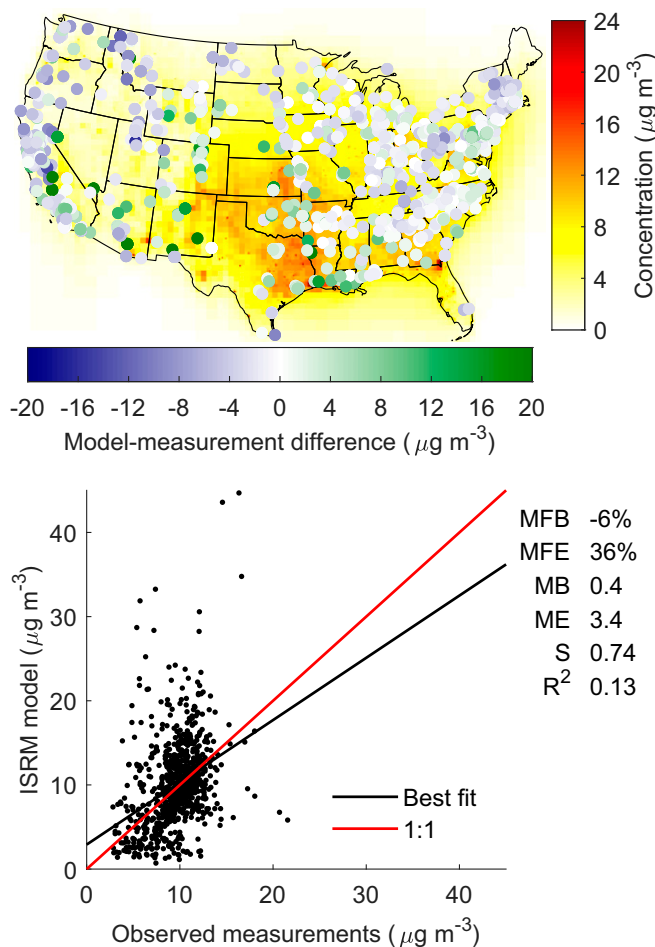 24
20
16
12
8
4
0
Concentration (μg m-3)
-20 -16 -12 -8 -4 0 4 8 12 16 20
Model-measurement difference (μg m-3)
40
30
20
10
0
ISRM model (μg m-3)
MFB -6%
MFE 36%
MB 0.4
ME 3.4
S 0.74
R2 0.13
Best fit
1:1
0 10 20 30 40
Observed measurements (μg m-3)